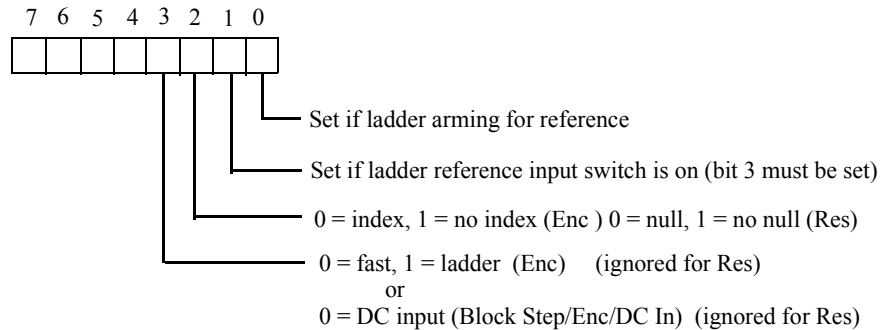 7 6 5 4 3 2 1 0
Set if ladder arming for reference
Set if ladder reference input switch is on (bit 3 must be set)
0 = index, 1 = no index (Enc ) 0 = null, 1 = no null (Res)
0 = fast, 1 = ladder (Enc) (ignored for Res)
or
0 = DC input (Block Step/Enc/DC In) (ignored for Res)